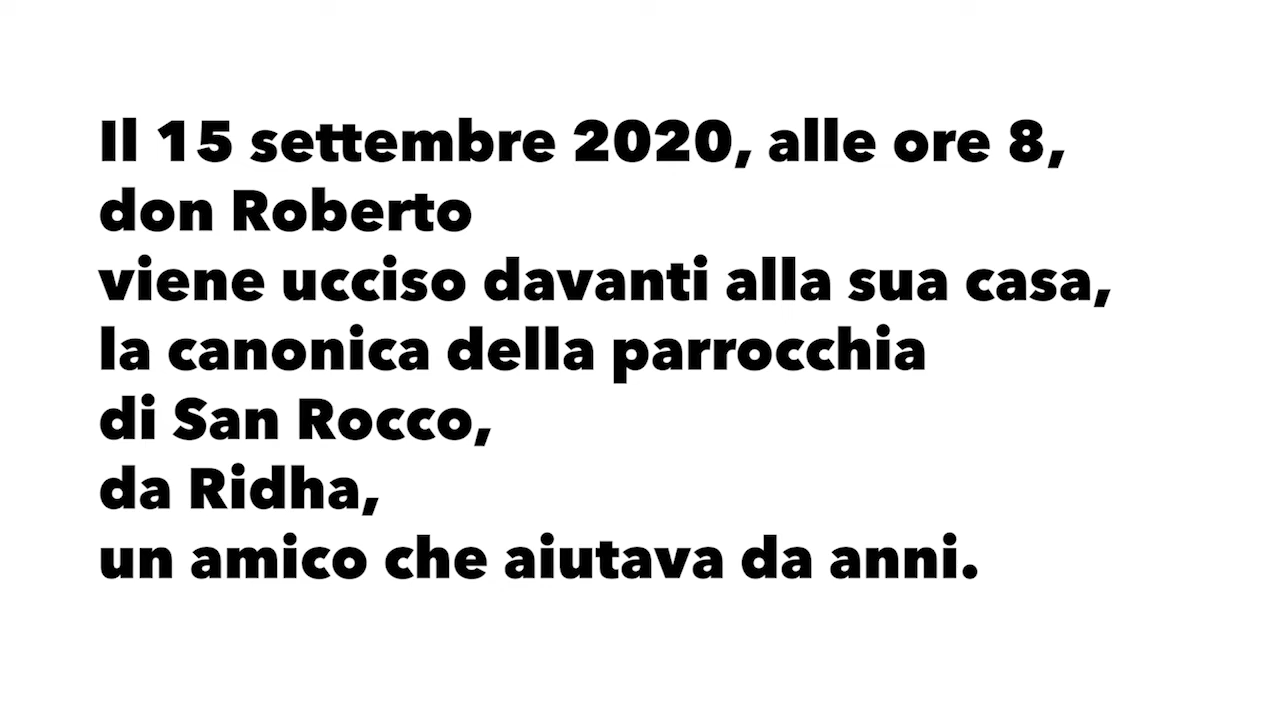 Il 15 settembre 2020, alle ore 8,
don Roberto
viene ucciso davanti alla sua casa,
la canonica della parrocchia
di San Rocco,
da Ridha,
un amico che aiutava da anni.